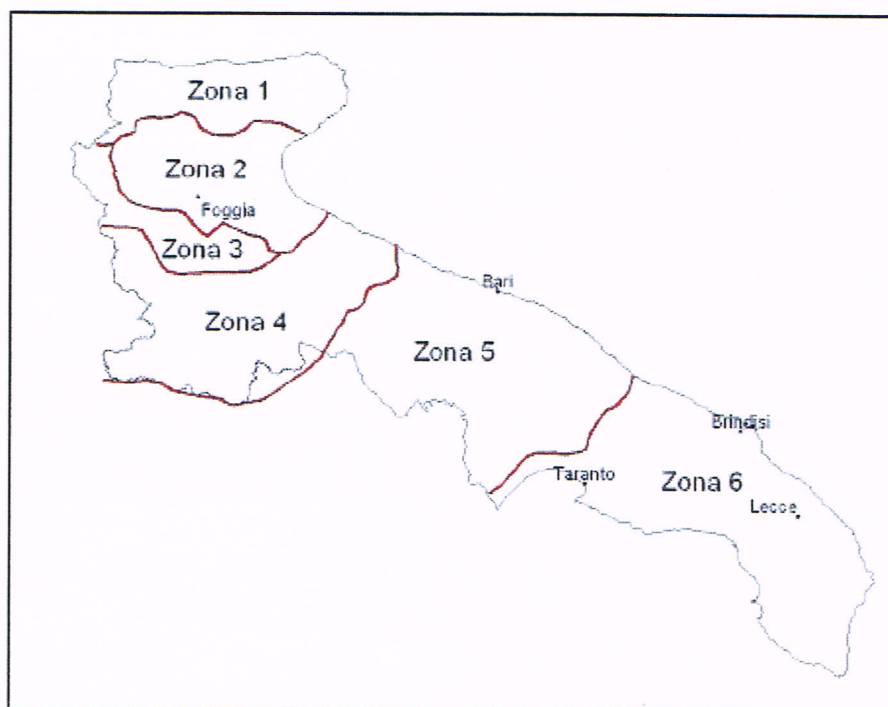 Zona 1
Zona 2
Foggia
Zona 3
Bari
Zona 4
Zona 5
Brindisi
Taranto
Zona 6
Lecce